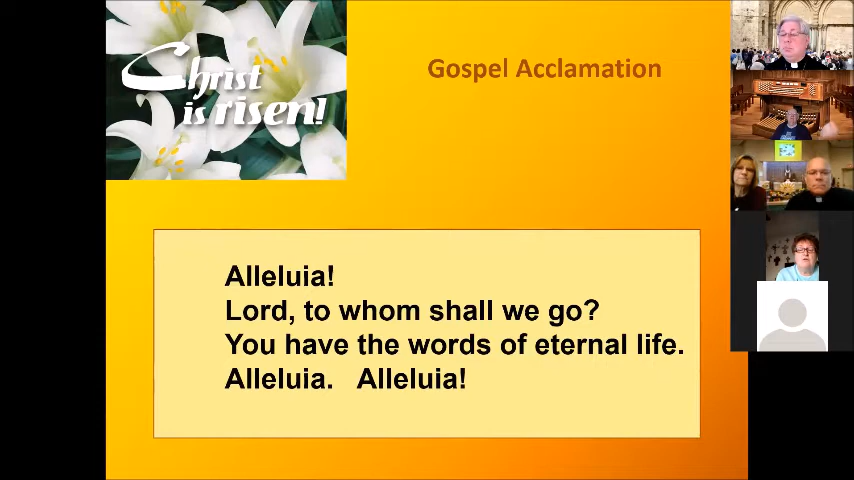 Christ
is risen!
Gospel Acclamation
Alleluia!
Lord, to whom shall we go?
You have the words of eternal life.
Alleluia. Alleluia!